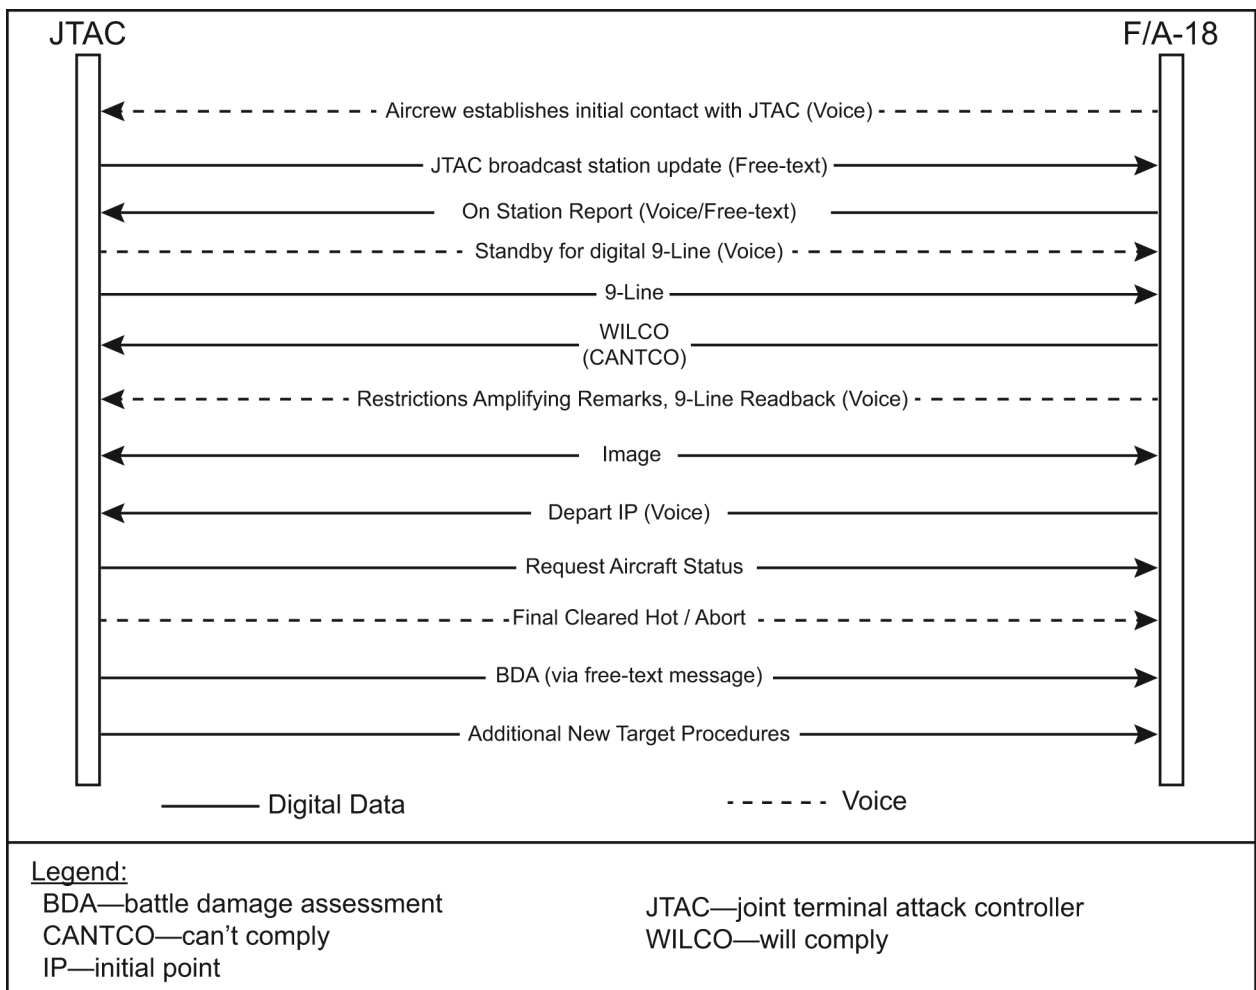 JTAC
F/A-18
Aircrew establishes initial contact with JTAC (Voice)
JTAC broadcast station update (Free-text)
On Station Report (Voice/Free-text)
Standby for digital 9-Line (Voice)
9-Line
WILCO
(CANTCO)
Restrictions Amplifying Remarks, 9-Line Readback (Voice)
Image
Depart IP (Voice)
Request Aircraft Status
Final Cleared Hot / Abort
BDA (via free-text message)
Additional New Target Procedures
Digital Data
Voice
Legend:
BDA—battle damage assessment
CANTCO—can't comply
IP—initial point
JTAC—joint terminal attack controller
WILCO—will comply